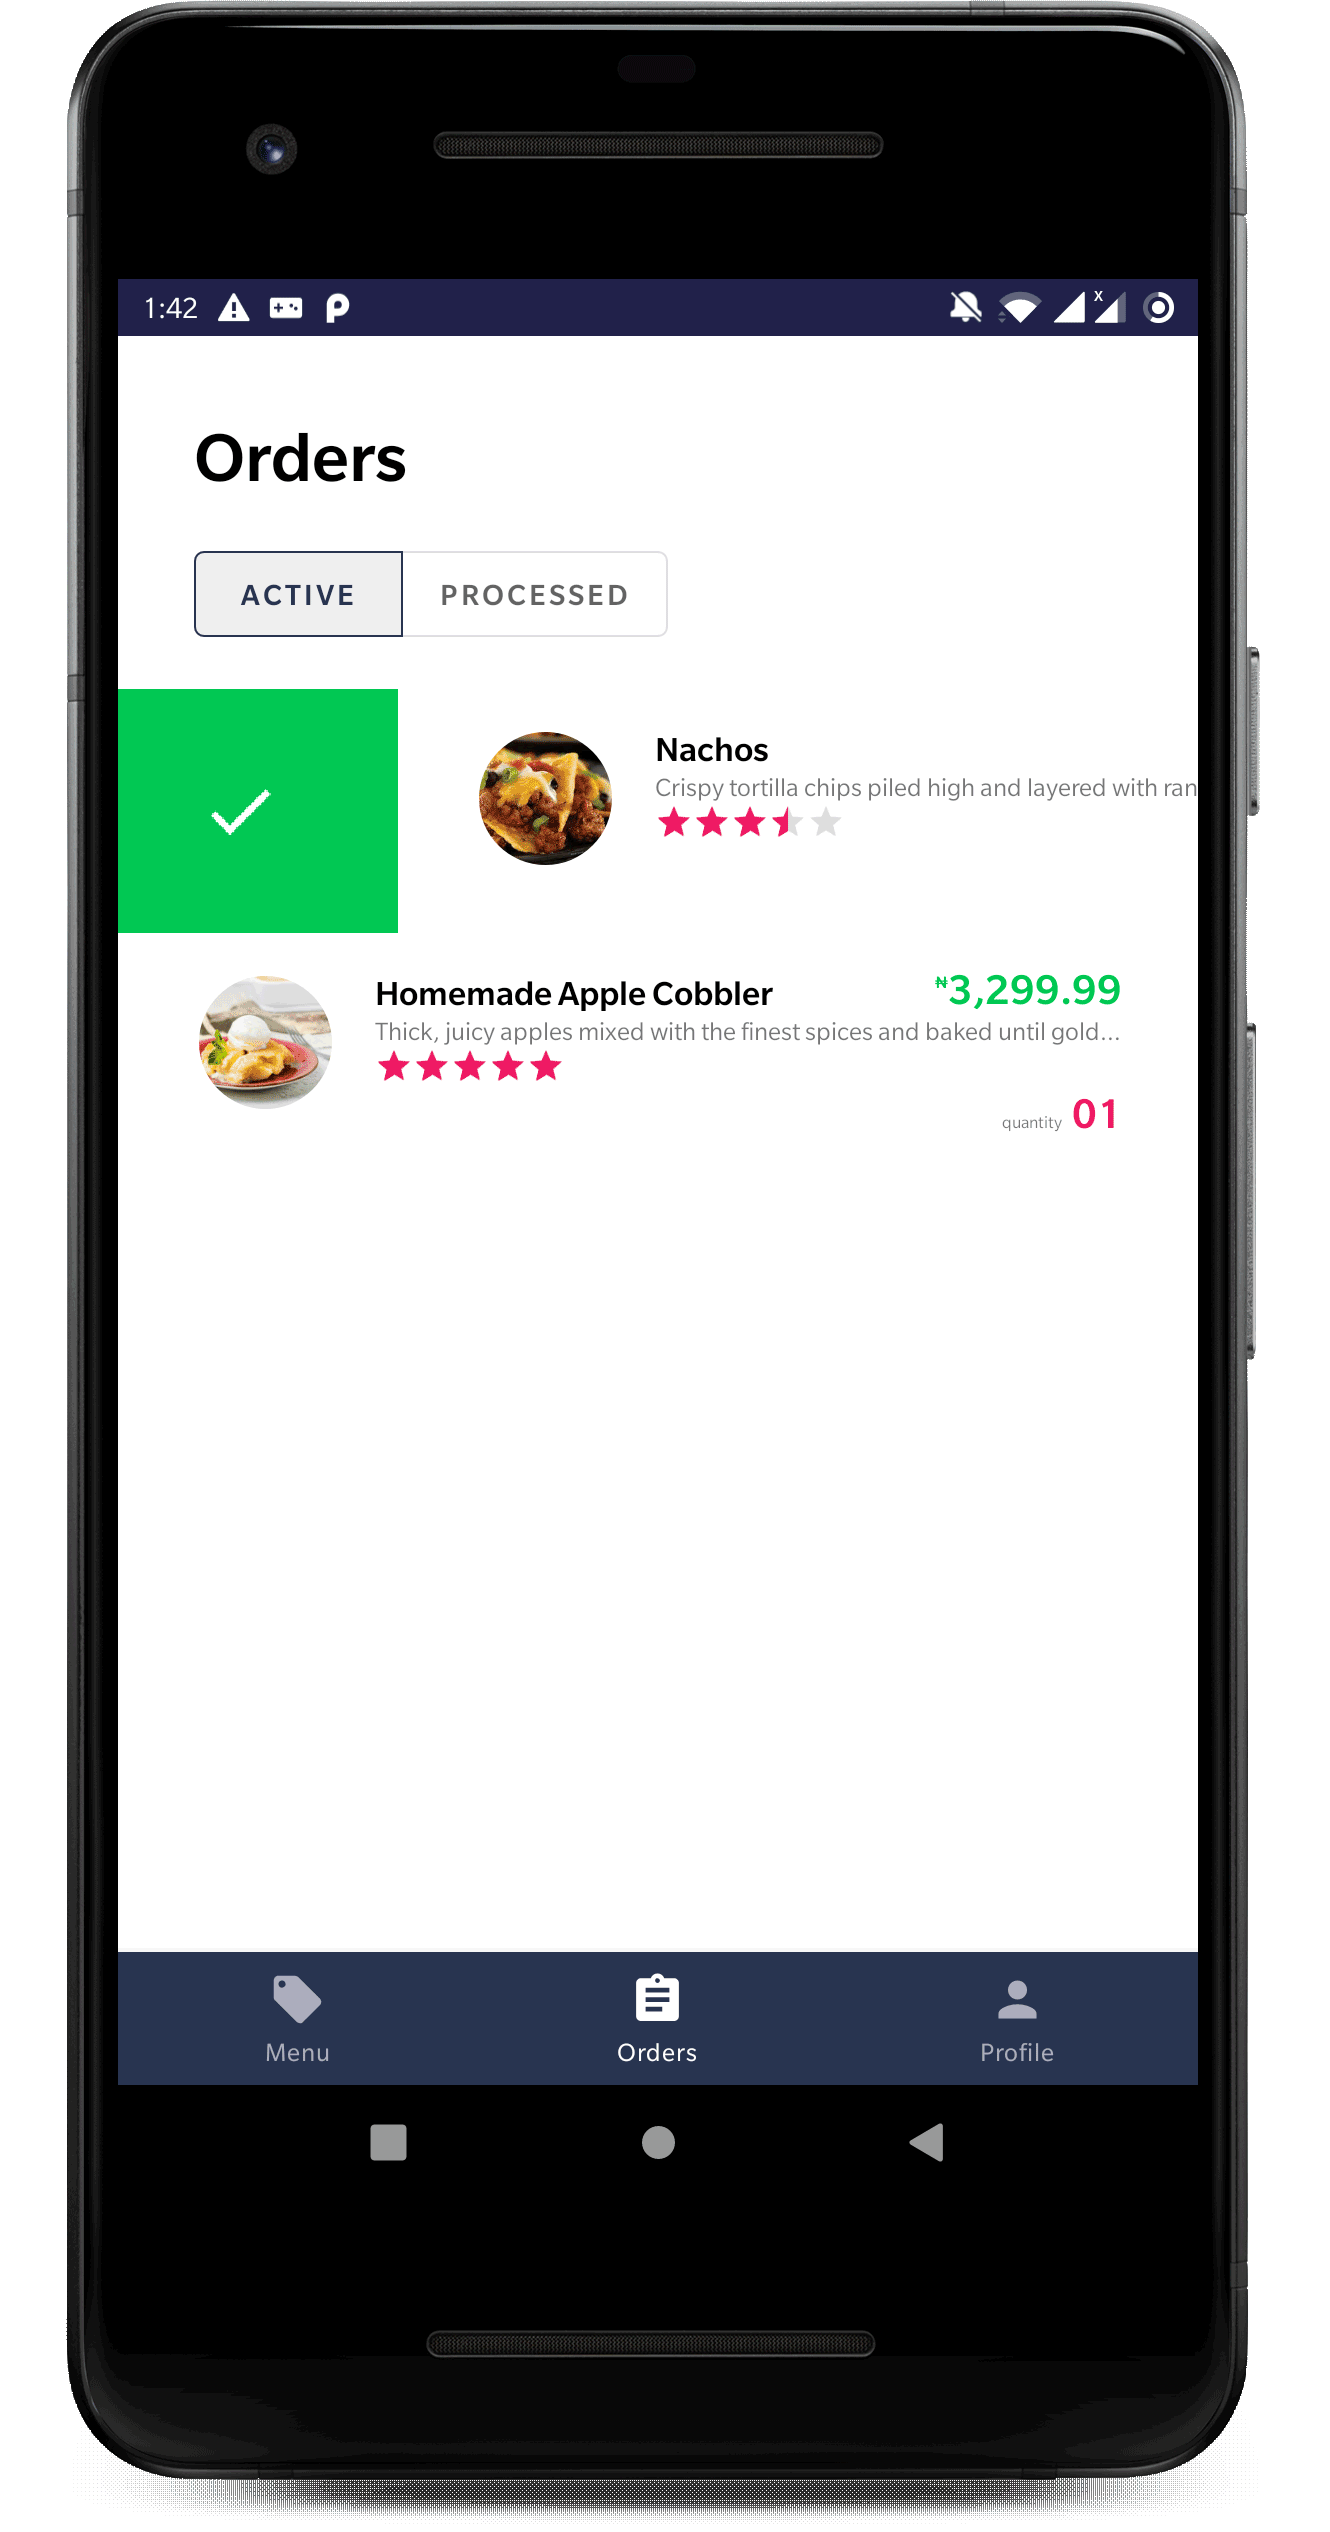 1:42
X
Orders
ACTIVE PROCESSED
Nachos
Crispy tortilla chips piled high and layered with ran
Homemade Apple Cobbler ₦3,299.99
Thick, juicy apples mixed with the finest spices and baked until gold...
quantity 01
Menu Orders Profile